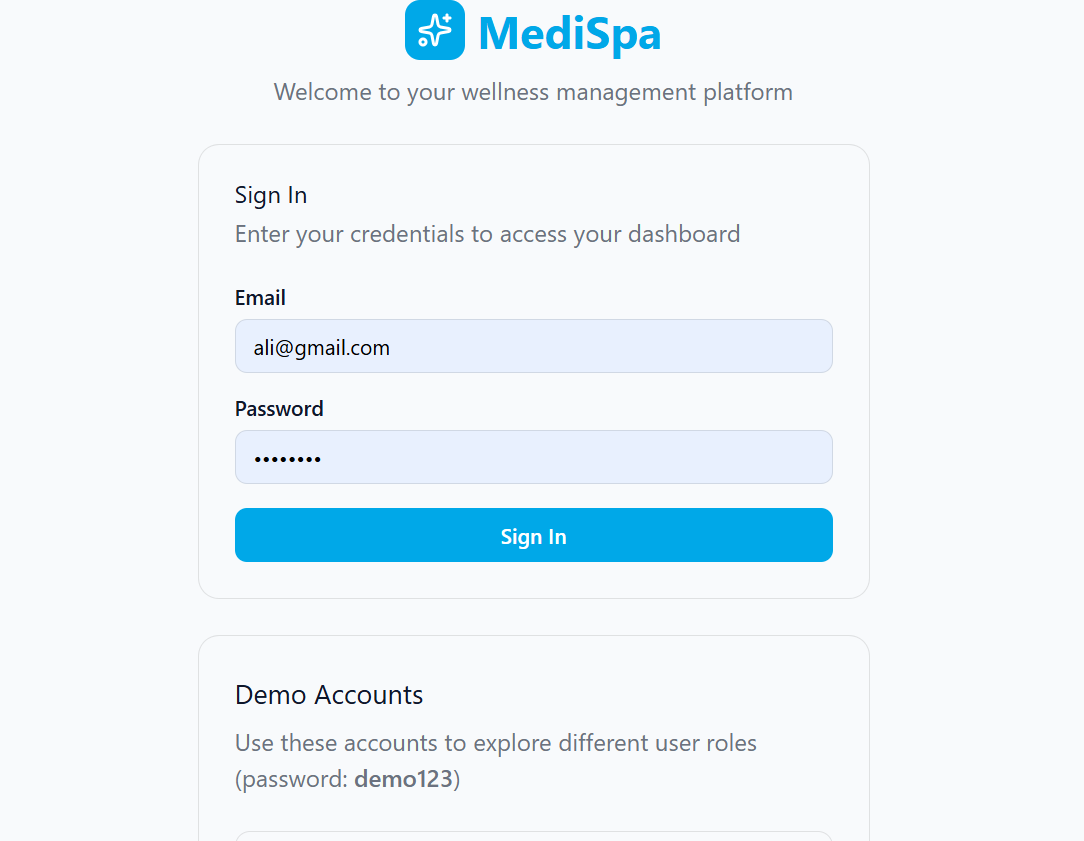 MediSpa
Welcome to your wellness management platform
Sign In
Enter your credentials to access your dashboard
Email
ali@gmail.com
Password
••••••••
Sign In
Demo Accounts
Use these accounts to explore different user roles
(password: demo123)